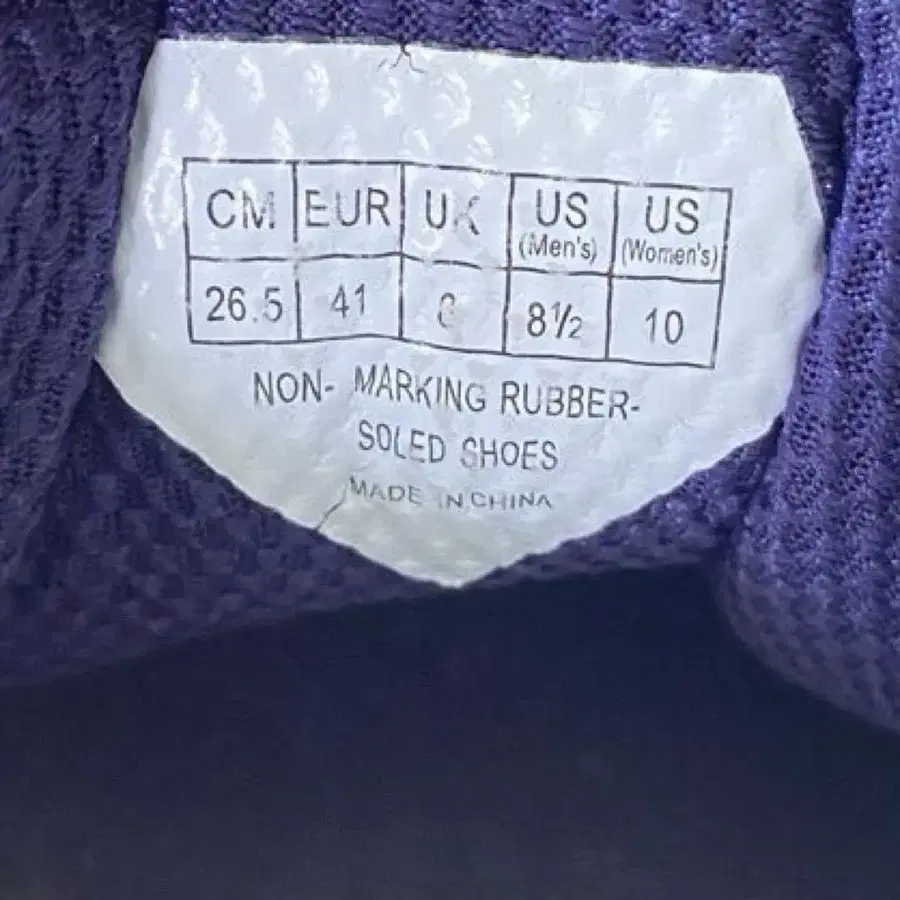 CM EUR UK US (Men's) US (Women's)
26.5 41 8½ 10
NON- MARKING RUBBER-
SOLED SHOES
MADE IN CHINA